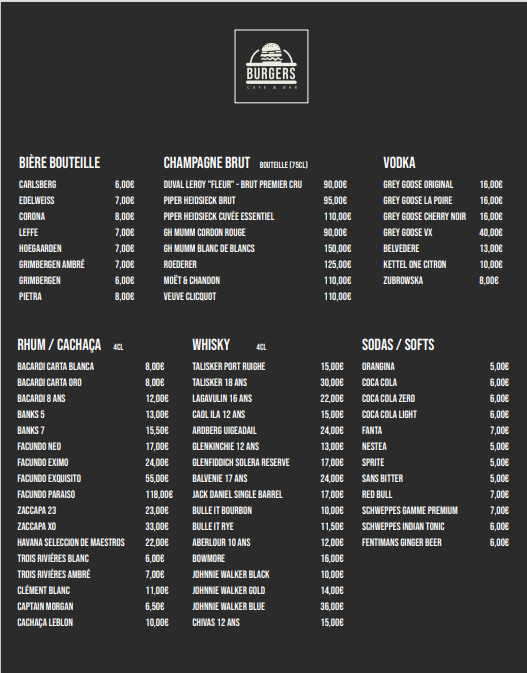 BURGERS
CAFE & BAR
BIÈRE BOUTEILLE
CARLSBERG 6,00€
EDELWEISS 7,00€
CORONA 8,00€
LEFFE 7,00€
HOEGAARDEN 7,00€
GRIMBERGEN AMBRÉ 7,00€
GRIMBERGEN 6,00€
PIETRA 8,00€
CHAMPAGNE BRUT BOUTEILLE (75CL)
DUVAL LEROY "FLEUR" - BRUT PREMIER CRU 90,00€
PIPER HEIDSIECK BRUT 95,00€
PIPER HEIDSIECK CUVÉE ESSENTIEL 110,00€
GH MUMM CORDON ROUGE 90,00€
GH MUMM BLANC DE BLANCS 150,00€
ROEDERER 125,00€
MOËT & CHANDON 110,00€
VEUVE CLICQUOT 110,00€
VODKA
GREY GOOSE ORIGINAL 16,00€
GREY GOOSE LA POIRE 16,00€
GREY GOOSE CHERRY NOIR 16,00€
GREY GOOSE VX 40,00€
BELVEDERE 13,00€
KETTEL ONE CITRON 10,00€
ZUBROWSKA 8,00€
RHUM / CACHAÇA 4CL
BACARDI CARTA BLANCA 8,00€
BACARDI CARTA ORO 8,00€
BACARDI 8 ANS 12,00€
BANKS 5 13,00€
BANKS 7 15,50€
FACUNDO NEO 17,00€
FACUNDO EXIMO 24,00€
FACUNDO EXQUISITO 55,00€
FACUNDO PARAISO 118,00€
ZACCAPA 23 23,00€
ZACCAPA XO 33,00€
HAVANA SELECCION DE MAESTROS 22,00€
TROIS RIVIÉRES BLANC 6,00€
TROIS RIVIÉRES AMBRÉ 7,00€
CLÉMENT BLANC 11,00€
CAPTAIN MORGAN 6,50€
CACHAÇA LEBLON 10,00€
WHISKY 4CL
TALISKER PORT RUIGHE 15,00€
TALISKER 18 ANS 30,00€
LAGAVULIN 16 ANS 22,00€
CAOL ILA 12 ANS 15,00€
ARDBERG UIGEADAIL 24,00€
GLENKINCHIE 12 ANS 13,00€
GLENFIDDICH SOLERA RESERVE 17,00€
BALVENIE 17 ANS 24,00€
JACK DANIEL SINGLE BARREL 17,00€
BULLE IT BOURBON 10,00€
BULLE IT RYE 11,50€
ABERLOUR 10 ANS 12,00€
BOWMORE 16,00€
JOHNNIE WALKER BLACK 10,00€
JOHNNIE WALKER GOLD 14,00€
JOHNNIE WALKER BLUE 36,00€
CHIVAS 12 ANS 15,00€
SODAS / SOFTS
ORANGINA 5,00€
COCA COLA 6,00€
COCA COLA ZERO 6,00€
COCA COLA LIGHT 6,00€
FANTA 7,00€
NESTEA 5,00€
SPRITE 5,00€
SANS BITTER 5,00€
RED BULL 7,00€
SCHWEPPES GAMME PREMIUM 7,00€
SCHWEPPES INDIAN TONIC 6,00€
FENTIMANS GINGER BEER 6,00€